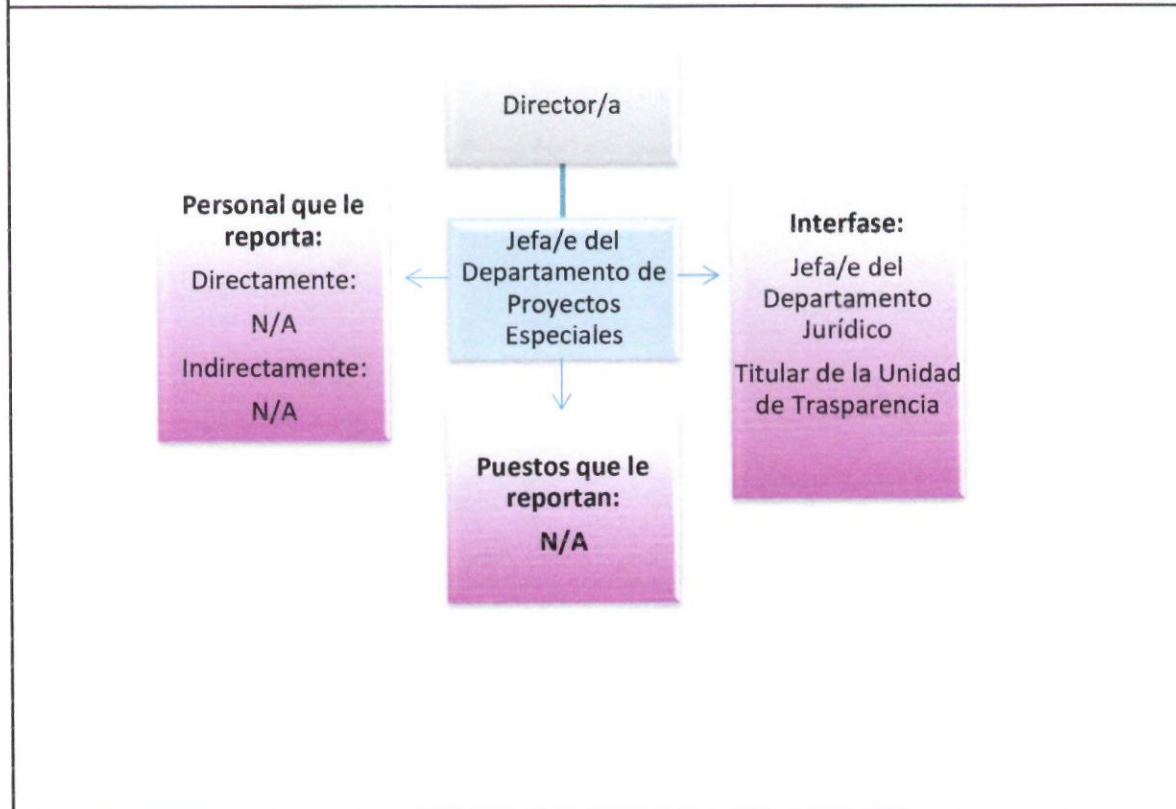 Director/a
Personal que le
reporta:
Directamente:
N/A
Indirectamente:
N/A
Jefa/e del
Departamento de
Proyectos
Especiales
Interfase:
Jefa/e del
Departamento
Jurídico
Titular de la Unidad
de Trasparencia
Puestos que le
reportan:
N/A